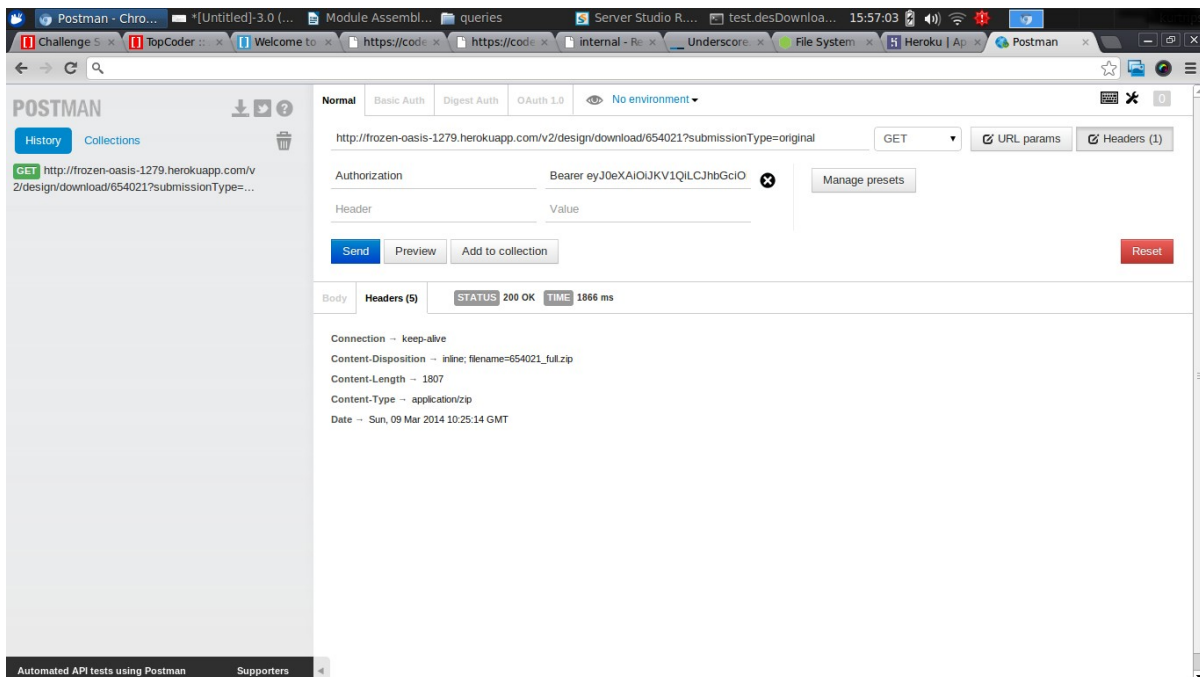 Postman - Chro... *[Untitled]-3.0 (... Module Assembl... queries Server Studio R.... test.desDownloa... 15:57:03
Challenge S TopCoder :: Welcome to https://code https://code internal - Re Underscore. File System Heroku | Ap Postman
POSTMAN
History Collections
GET http://frozen-oasis-1279.herokuapp.com/v
2/design/download/654021?submissionType=...
Normal Basic Auth Digest Auth OAuth 1.0 No environment 0
http://frozen-oasis-1279.herokuapp.com/v2/design/download/654021?submissionType=original GET URL params Headers (1)
Authorization Bearer eyJ0eXAiOiJKV1QiLCJhbGciO Manage presets
Header Value
Send Preview Add to collection Reset
Body Headers (5) STATUS 200 OK TIME 1866 ms
Connection → keep-alive
Content-Disposition → inline; filename=654021_full.zip
Content-Length → 1807
Content-Type → application/zip
Date → Sun, 09 Mar 2014 10:25:14 GMT
Automated API tests using Postman Supporters